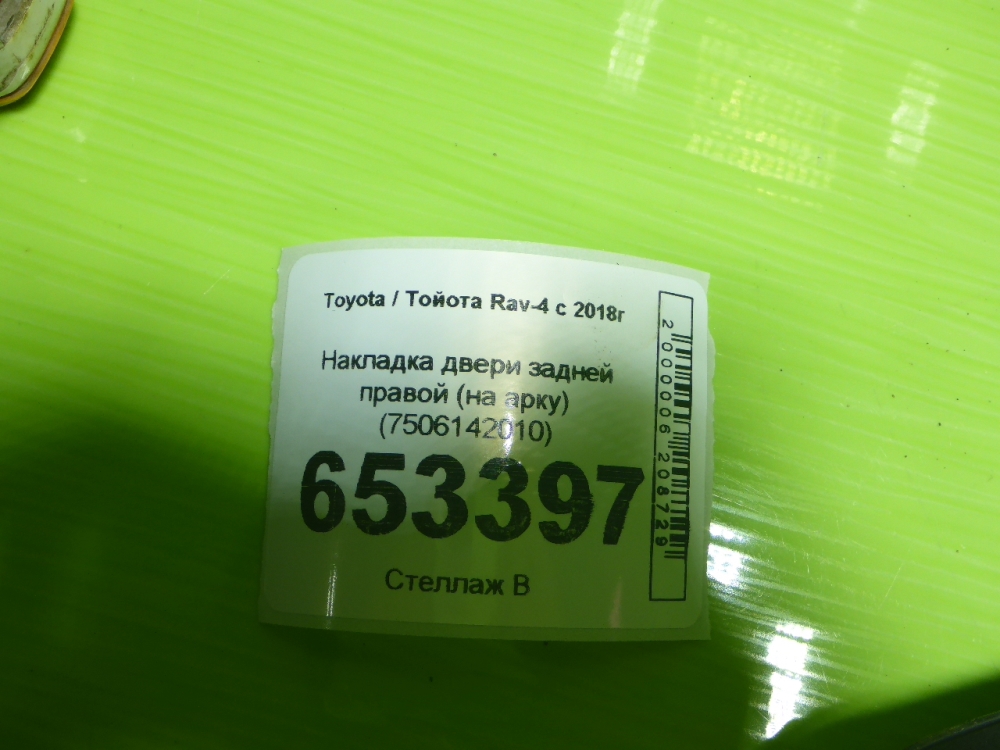 Toyota / Тойота Rav-4 с 2018г
Накладка двери задней
правой (на арку)
(7506142010)
653397
Стеллаж В
2000006208729